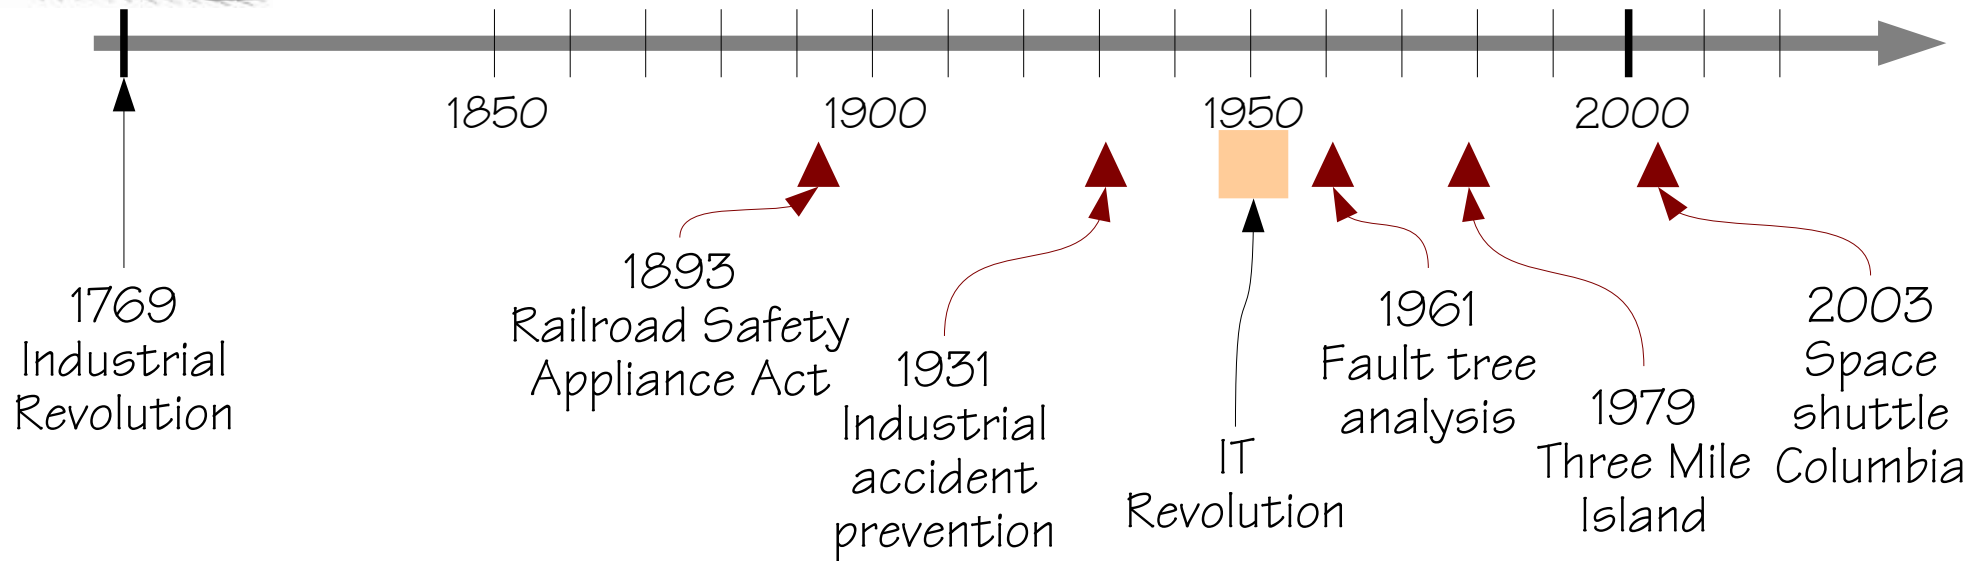 1850
1900
1950
2000
1769
Industrial
Revolution
1893
Railroad Safety
Appliance Act
1931
Industrial
accident
prevention
IT
Revolution
1961
Fault tree
analysis
1979
Three Mile
Island
2003
Space
shuttle
Columbia